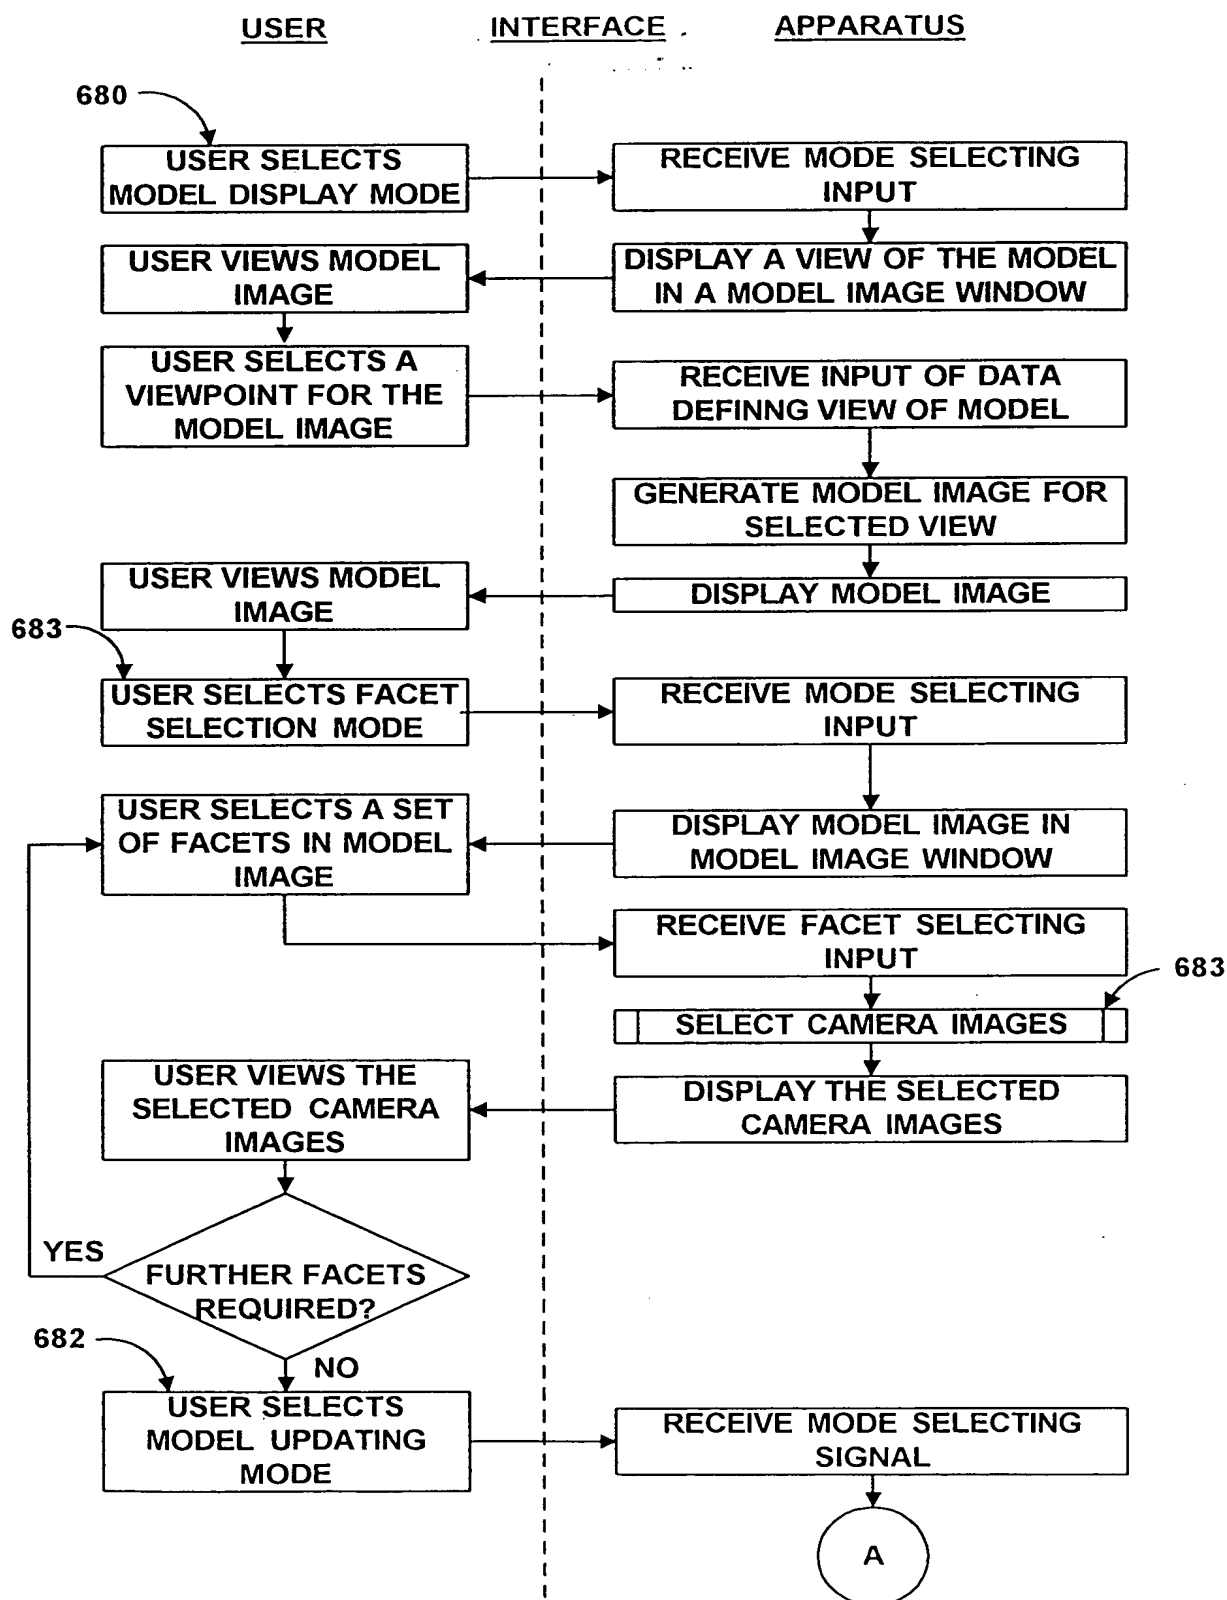 USER INTERFACE APPARATUS
680
USER SELECTS
MODEL DISPLAY MODE
RECEIVE MODE SELECTING
INPUT
USER VIEWS MODEL
IMAGE
DISPLAY A VIEW OF THE MODEL
IN A MODEL IMAGE WINDOW
USER SELECTS A
VIEWPOINT FOR THE
MODEL IMAGE
RECEIVE INPUT OF DATA
DEFINNG VIEW OF MODEL
GENERATE MODEL IMAGE FOR
SELECTED VIEW
USER VIEWS MODEL
IMAGE
DISPLAY MODEL IMAGE
683
USER SELECTS FACET
SELECTION MODE
RECEIVE MODE SELECTING
INPUT
USER SELECTS A SET
OF FACETS IN MODEL
IMAGE
DISPLAY MODEL IMAGE IN
MODEL IMAGE WINDOW
RECEIVE FACET SELECTING
INPUT
683
SELECT CAMERA IMAGES
USER VIEWS THE
SELECTED CAMERA
IMAGES
DISPLAY THE SELECTED
CAMERA IMAGES
YES
FURTHER FACETS
REQUIRED?
682
NO
USER SELECTS
MODEL UPDATING
MODE
RECEIVE MODE SELECTING
SIGNAL
A